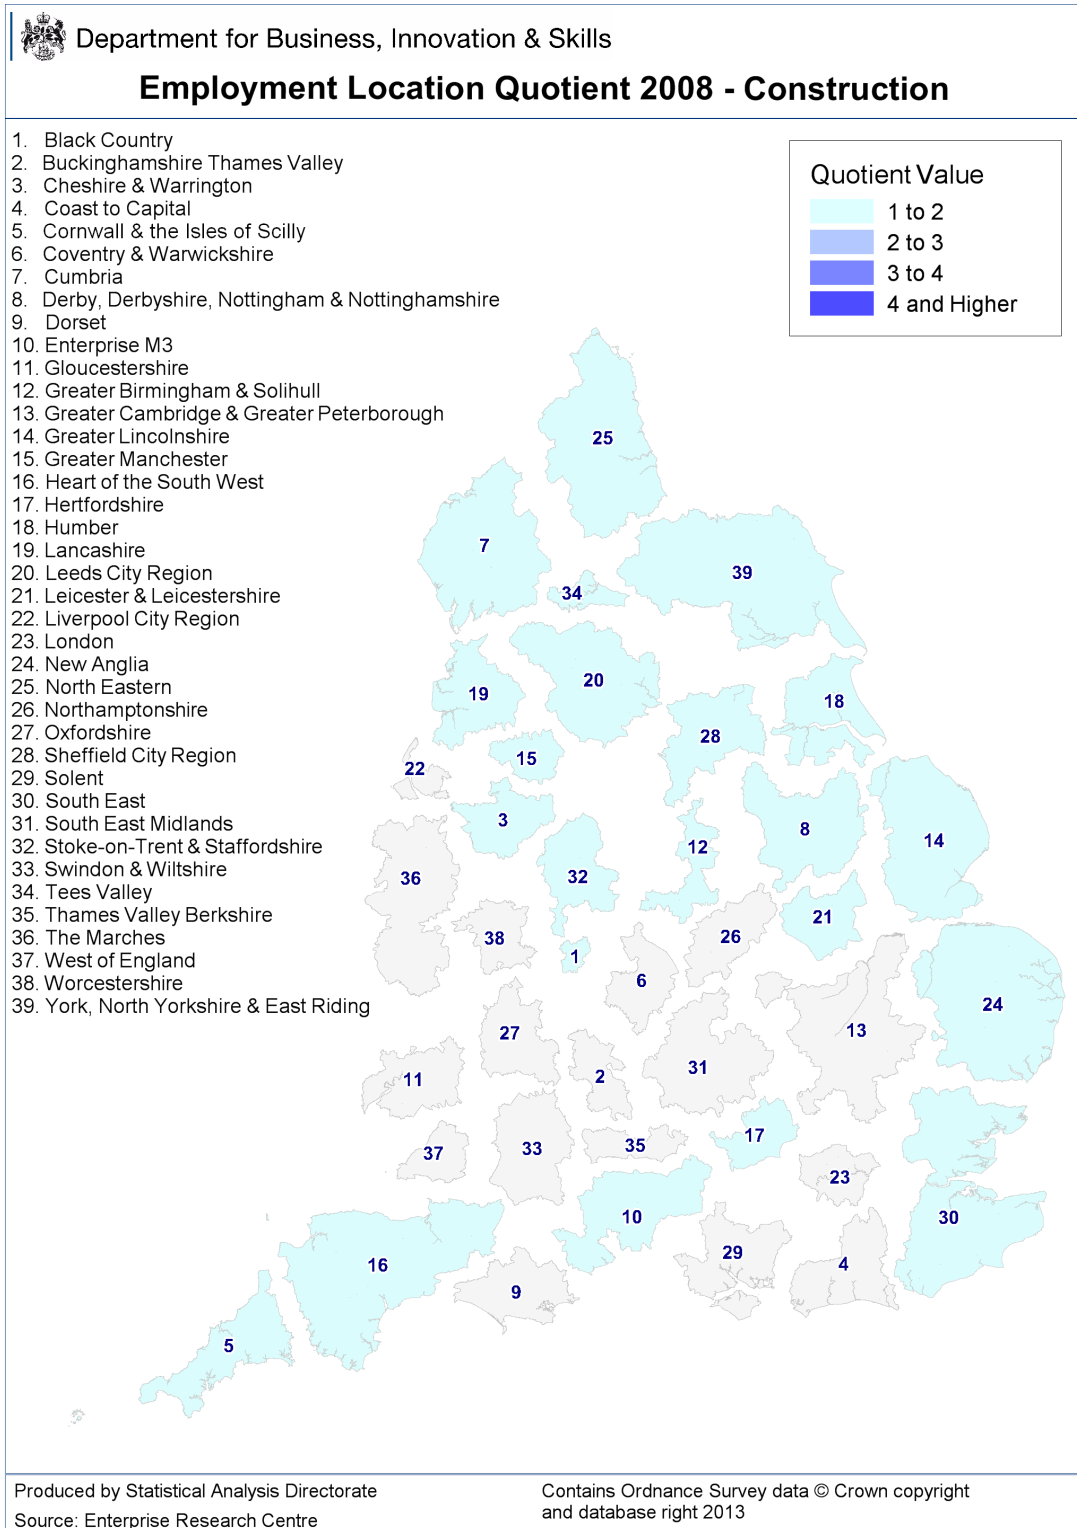 Department for Business, Innovation & Skills
Employment Location Quotient 2008 - Construction
1. Black Country
2. Buckinghamshire Thames Valley
3. Cheshire & Warrington
4. Coast to Capital
5. Cornwall & the Isles of Scilly
6. Coventry & Warwickshire
7. Cumbria
8. Derby, Derbyshire, Nottingham & Nottinghamshire
9. Dorset
10. Enterprise M3
11. Gloucestershire
12. Greater Birmingham & Solihull
13. Greater Cambridge & Greater Peterborough
14. Greater Lincolnshire
15. Greater Manchester
16. Heart of the South West
17. Hertfordshire
18. Humber
19. Lancashire
20. Leeds City Region
21. Leicester & Leicestershire
22. Liverpool City Region
23. London
24. New Anglia
25. North Eastern
26. Northamptonshire
27. Oxfordshire
28. Sheffield City Region
29. Solent
30. South East
31. South East Midlands
32. Stoke-on-Trent & Staffordshire
33. Swindon & Wiltshire
34. Tees Valley
35. Thames Valley Berkshire
36. The Marches
37. West of England
38. Worcestershire
39. York, North Yorkshire & East Riding
Quotient Value
1 to 2
2 to 3
3 to 4
4 and Higher
25
7
39
34
20
19
18
28
22
15
3
8
14
12
36
32
21
38
26
1
6
24
27
13
31
2
11
17
35
33
37
23
10
30
29
4
16
9
5
Produced by Statistical Analysis Directorate
Source: Enterprise Research Centre
Contains Ordnance Survey data © Crown copyright
and database right 2013